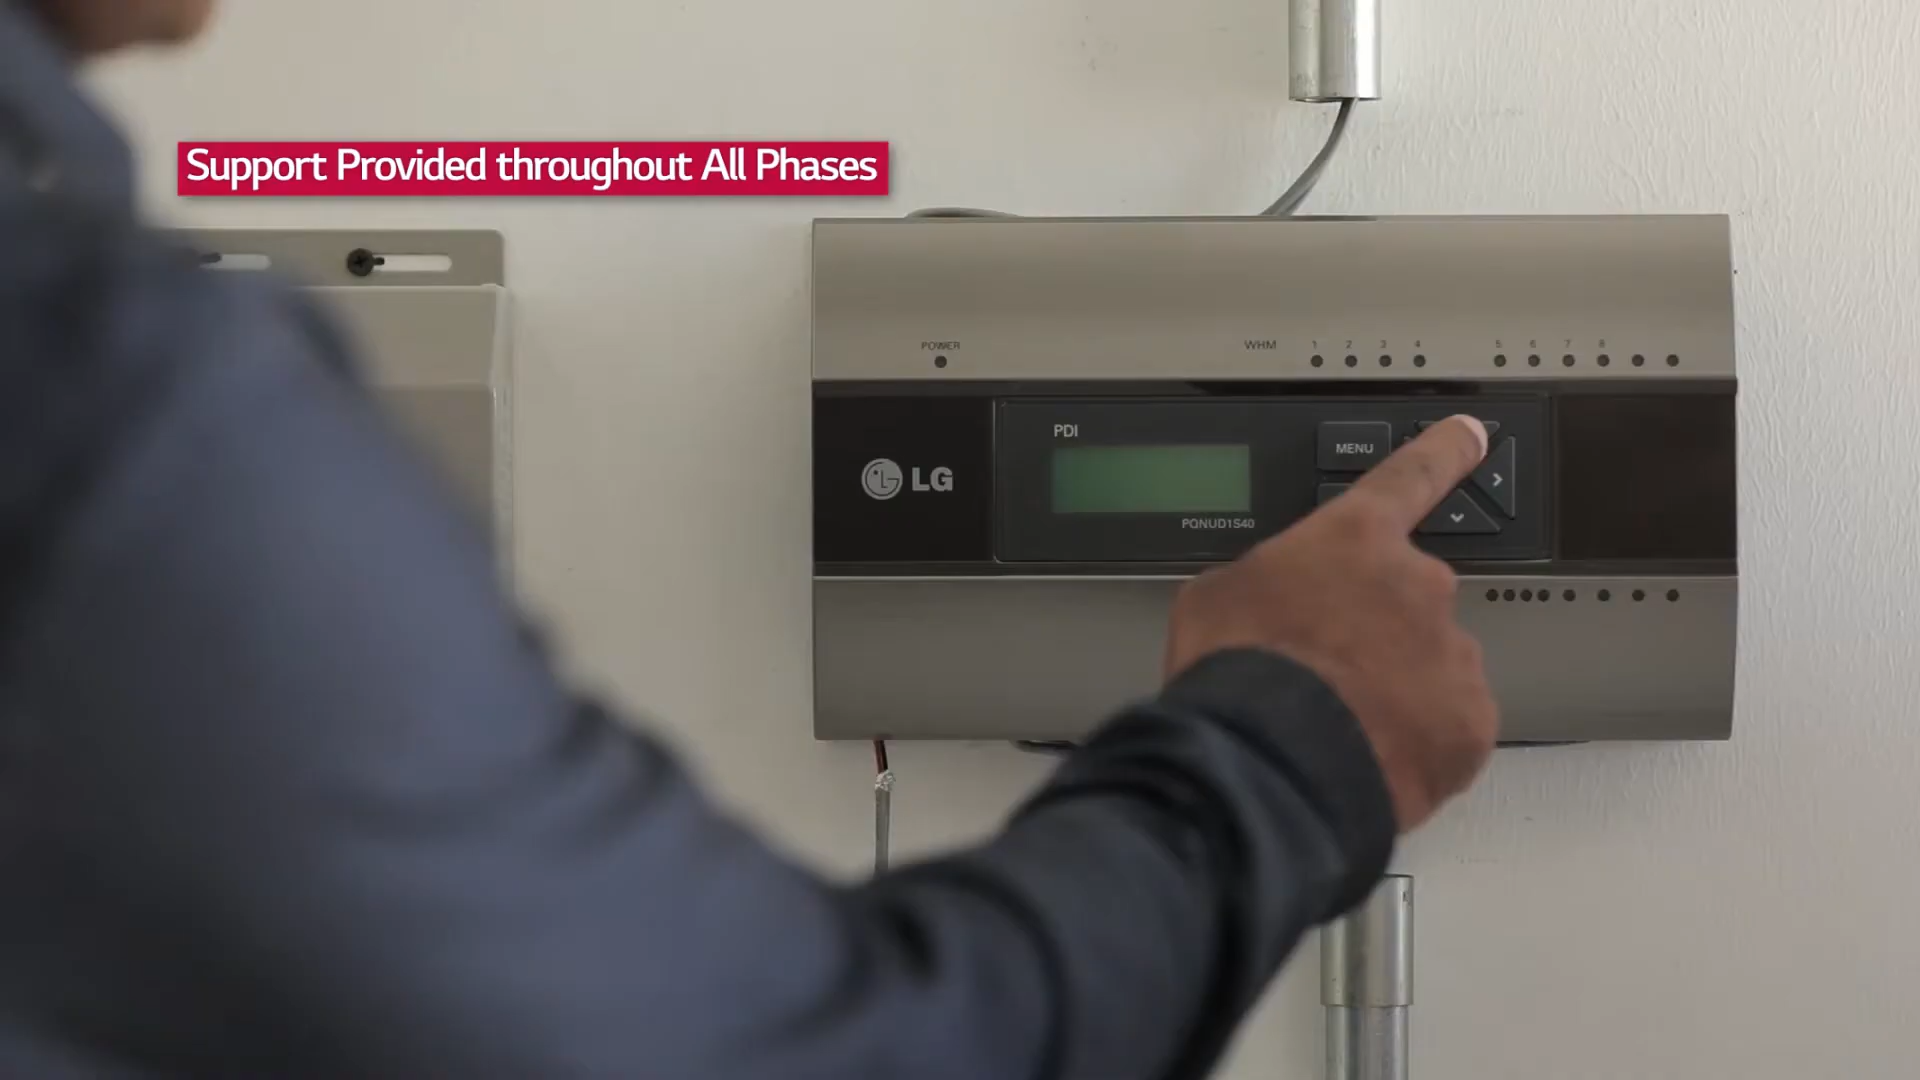 Support Provided throughout All Phases
POWER
WHM 1 2 3 4 5 6 7 8
PDI
MENU
LG
PQNUD1S40